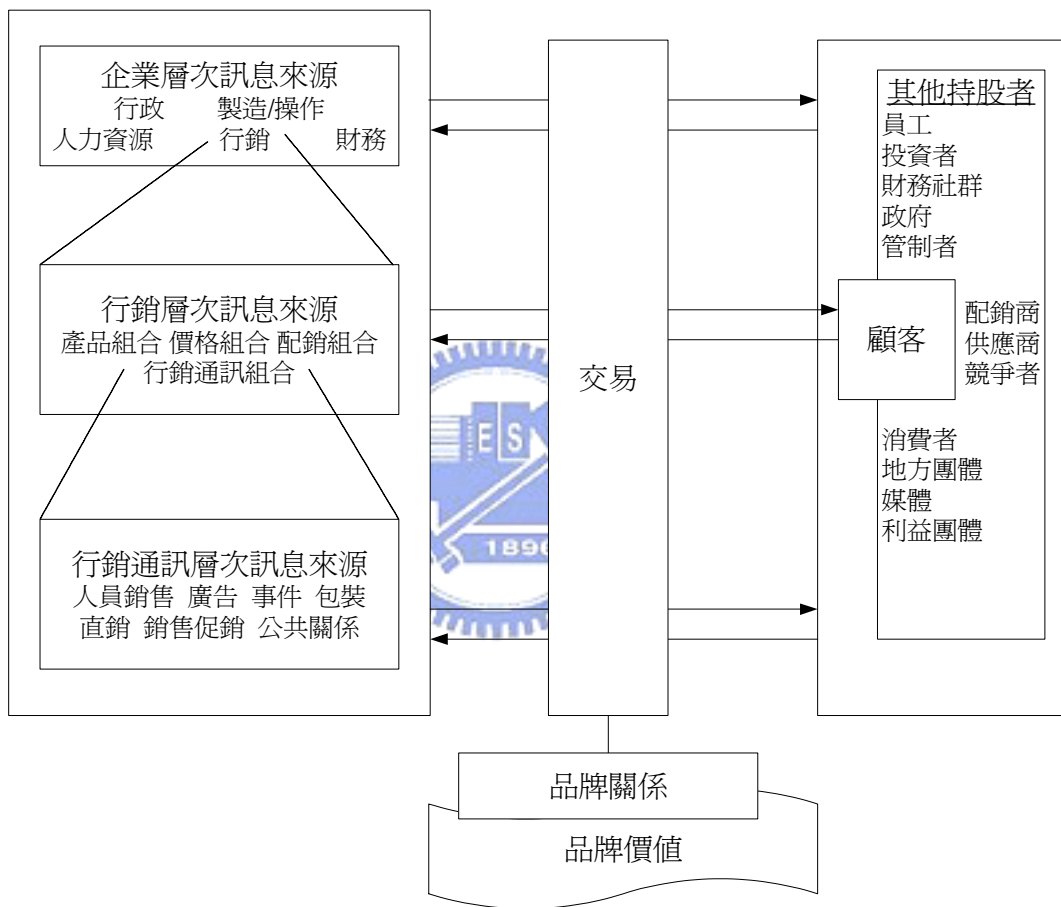 企業層次訊息來源
行政 製造/操作
人力資源 行銷 財務
行銷層次訊息來源
產品組合 價格組合 配銷組合
行銷通訊組合
行銷通訊層次訊息來源
人員銷售 廣告 事件 包裝
直銷 銷售促銷 公共關係
交易
其他持股者
員工
投資者
財務社群
政府
管制者
顧客
配銷商
供應商
競爭者
消費者
地方團體
媒體
利益團體
品牌關係
品牌價值
E S
1896